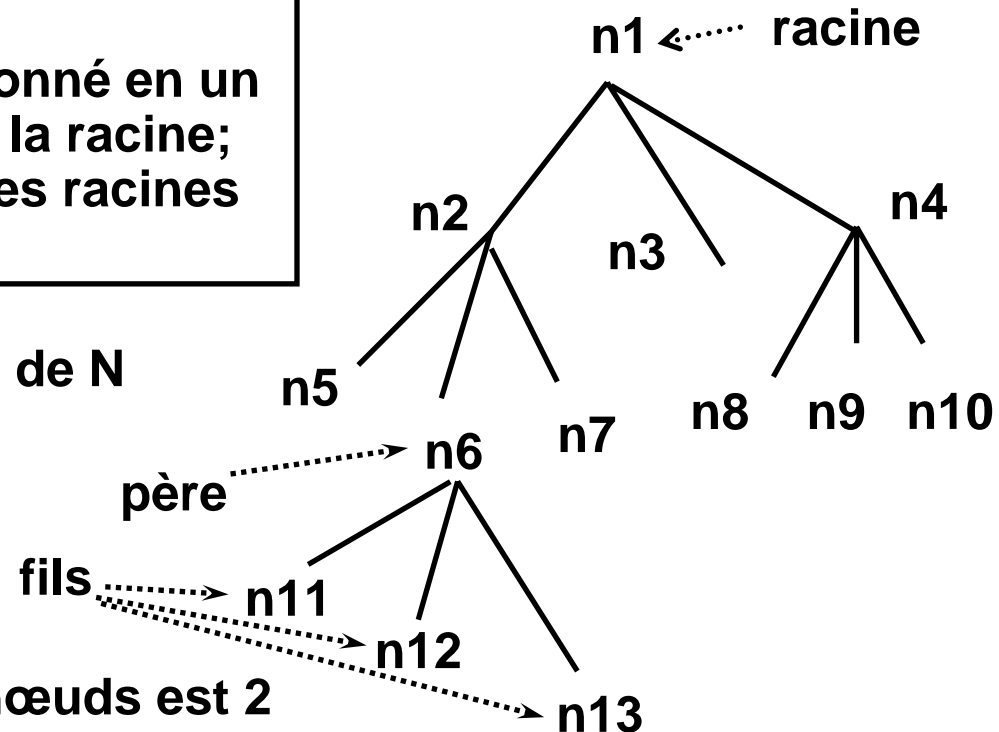 onné en un
la racine;
es racines
de N
nœuds est 2
n1
racine
n2
n3
n4
n5
n6
n7
n8 n9 n10
père
fils
n11
n12
n13